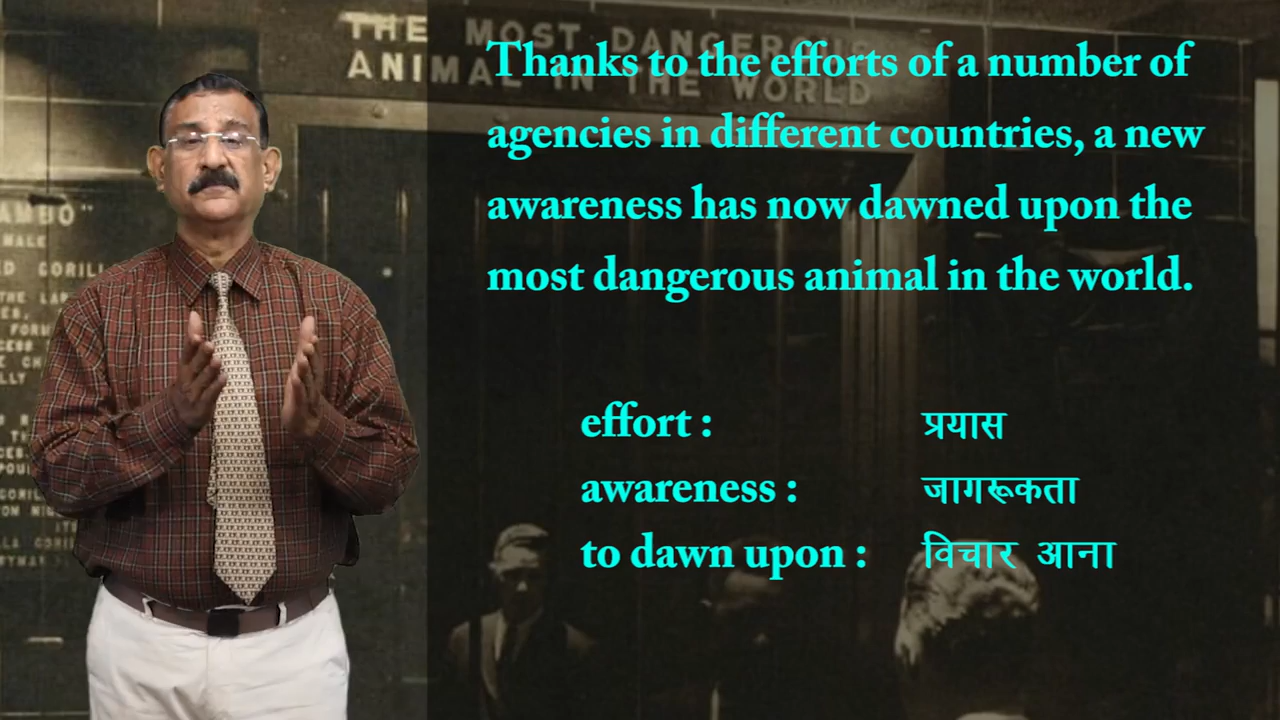 THE MOST DANGEROUS
ANIMAL IN THE WORLD
Thanks to the efforts of a number of
agencies in different countries, a new
awareness has now dawned upon the
most dangerous animal in the world.
effort : प्रयास
awareness : जागरूकता
to dawn upon : विचार आना
MALE